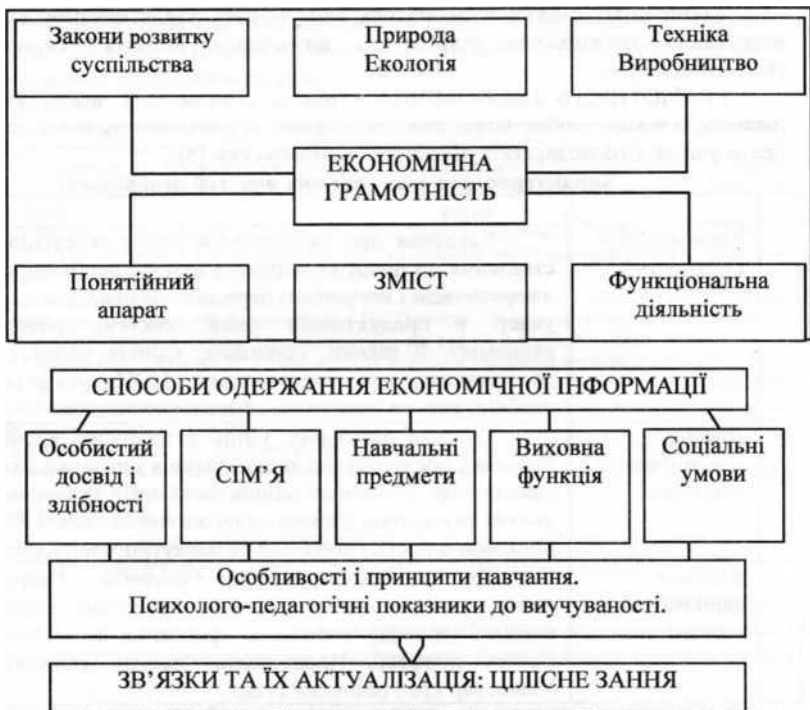 Закони розвитку
суспільства
Природа
Екологія
Техніка
Виробництво
ЕКОНОМІЧНА
ГРАМОТНІСТЬ
Понятійний
апарат
ЗМІСТ
Функціональна
діяльність
СПОСОБИ ОДЕРЖАННЯ ЕКОНОМІЧНОЇ ІНФОРМАЦІЇ
Особистий
досвід і
здібності
СІМ’Я
Навчальні
предмети
Виховна
функція
Соціальні
умови
Особливості і принципи навчання.
Психолого-педагогічні показники до виучуваності.
ЗВ’ЯЗКИ ТА ЇХ АКТУАЛІЗАЦІЯ: ЦІЛІСНЕ ЗАННЯ